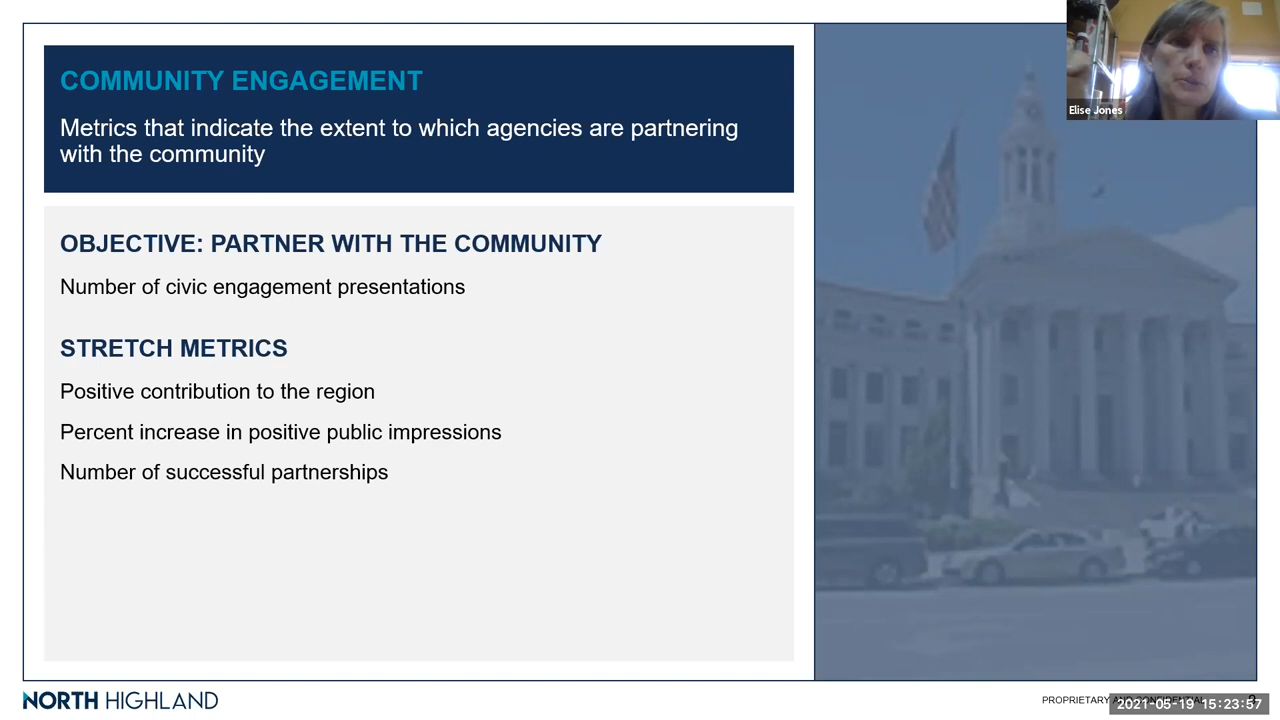 COMMUNITY ENGAGEMENT
Metrics that indicate the extent to which agencies are partnering
with the community
OBJECTIVE: PARTNER WITH THE COMMUNITY
Number of civic engagement presentations
STRETCH METRICS
Positive contribution to the region
Percent increase in positive public impressions
Number of successful partnerships
Elise Jones
NORTH HIGHLAND
PROPRIETARY AND CONFIDENTIAL
2021-05-19 15:23:57